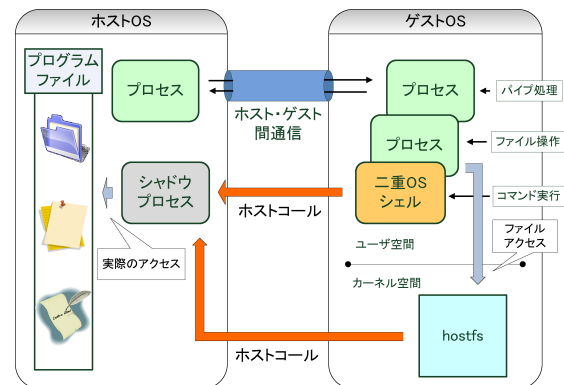 ホストOS
ゲストOS
プログラム
ファイル
プロセス
プロセス
パイプ処理
ホスト・ゲスト
間通信
プロセス
ファイル操作
シャドウ
プロセス
二重OS
シェル
コマンド実行
ホストコール
ファイル
アクセス
ユーザ空間
実際のアクセス
カーネル空間
hostfs
ホストコール